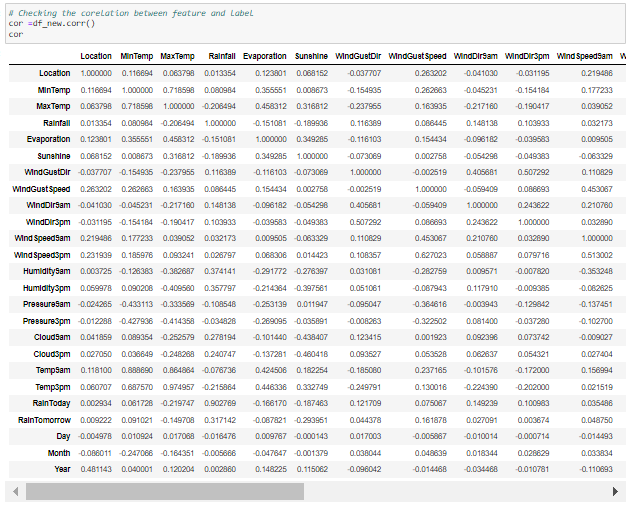 # Checking the corelation between feature and label
cor =df_new.corr()
cor
Location MinTemp MaxTemp Rainfall Evaporation Sunshine WindGustDir WindGustSpeed WindDir9am WindDir3pm WindSpeed9am W
Location 1.000000 0.116694 0.063798 0.013354 0.123801 0.068152 -0.037707 0.263202 -0.041030 -0.031195 0.219486
MinTemp 0.116694 1.000000 0.718598 0.080984 0.355551 0.008673 -0.154935 0.262663 -0.045231 -0.154184 0.177233
MaxTemp 0.063798 0.718598 1.000000 -0.206494 0.458312 0.316812 -0.237955 0.163935 -0.217160 -0.190417 0.039052
Rainfall 0.013354 0.080984 -0.206494 1.000000 -0.151081 -0.189936 0.116389 0.086445 0.148138 0.103933 0.032173
Evaporation 0.123801 0.355551 0.458312 -0.151081 1.000000 0.349285 -0.116103 0.154434 -0.096182 -0.039583 0.009505
Sunshine 0.068152 0.008673 0.316812 -0.189936 0.349285 1.000000 -0.073069 0.002758 -0.054298 -0.049383 -0.063329
WindGustDir -0.037707 -0.154935 -0.237955 0.116389 -0.116103 -0.073069 1.000000 -0.002519 0.405681 0.507292 0.110829
WindGustSpeed 0.263202 0.262663 0.163935 0.086445 0.154434 0.002758 -0.002519 1.000000 -0.059409 0.086693 0.453067
WindDir9am -0.041030 -0.045231 -0.217160 0.148138 -0.096182 -0.054298 0.405681 -0.059409 1.000000 0.243622 0.210760
WindDir3pm -0.031195 -0.154184 -0.190417 0.103933 -0.039583 -0.049383 0.507292 0.086693 0.243622 1.000000 0.032890
WindSpeed9am 0.219486 0.177233 0.039052 0.032173 0.009505 -0.063329 0.110829 0.453067 0.210760 0.032890 1.000000
WindSpeed3pm 0.231939 0.185976 0.093241 0.026797 0.068306 0.014423 0.108357 0.627023 0.056887 0.079716 0.513002
Humidity9am 0.003725 -0.126383 -0.382687 0.374141 -0.291772 -0.276397 0.031081 -0.282759 0.009571 -0.007820 -0.353248
Humidity3pm 0.059978 0.090208 -0.409560 0.357797 -0.214364 -0.397561 0.051061 -0.087943 0.117910 -0.009385 -0.082625
Pressure9am -0.024265 -0.433113 -0.333569 -0.108548 -0.253139 0.011947 -0.095047 -0.364616 -0.003943 -0.129842 -0.137451
Pressure3pm -0.012288 -0.427936 -0.414358 -0.034828 -0.269095 -0.035891 -0.008263 -0.322502 0.081400 -0.037280 -0.102700
Cloud9am 0.041859 0.089354 -0.252579 0.278194 -0.101440 -0.438407 0.123415 0.001923 0.092396 0.073742 -0.009027
Cloud3pm 0.027050 0.036649 -0.248268 0.240747 -0.137281 -0.460418 0.093527 0.053528 0.062637 0.054321 0.027404
Temp9am 0.118100 0.888690 0.864864 -0.076736 0.424506 0.182254 -0.185080 0.237165 -0.101576 -0.172000 0.156994
Temp3pm 0.060707 0.687570 0.974957 -0.215864 0.446336 0.332749 -0.249791 0.130016 -0.224390 -0.202000 0.021519
RainToday 0.002934 0.061728 -0.219747 0.902769 -0.166170 -0.187463 0.121709 0.075067 0.149239 0.100983 0.035486
RainTomorrow 0.009222 0.091021 -0.149708 0.317142 -0.087821 -0.293951 0.044378 0.161878 0.027091 0.003674 0.048750
Day -0.004978 0.010924 0.017068 -0.016476 0.009767 -0.000143 0.017003 -0.005867 -0.010014 -0.000714 -0.014493
Month -0.086011 -0.247066 -0.164351 -0.005666 -0.047647 -0.001379 0.038044 0.048639 0.018344 0.028629 0.033834
Year 0.481143 0.040001 0.120204 0.002860 0.148225 0.115062 -0.096042 -0.014468 -0.034468 -0.010781 -0.110693